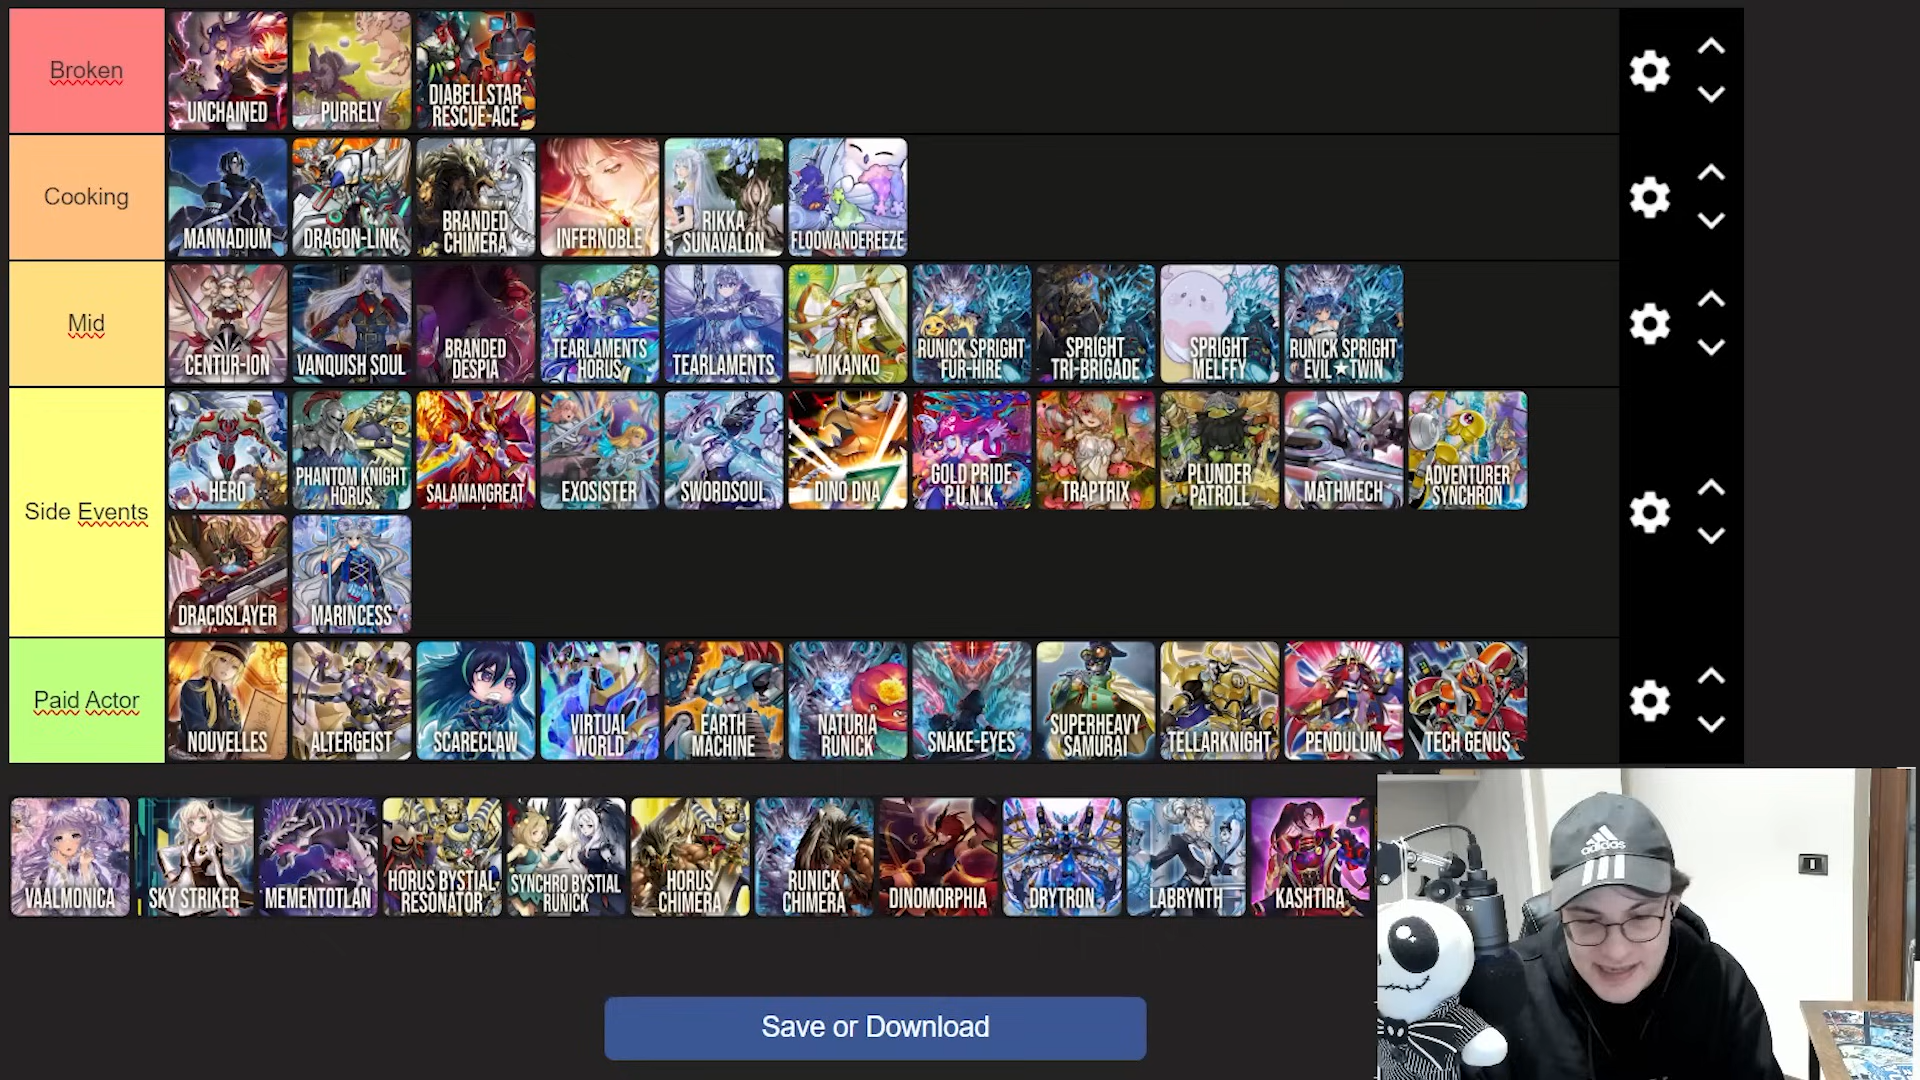 Broken
UNCHAINED
PURRELY
DIABELLSTAR
RESCUE-ACE
Cooking
MANNADIUM
DRAGON-LINK
BRANDED
CHIMERA
INFERNOBLE
RIKKA
SUNAVALON
FLOOWANDEREEZE
Mid
CENTUR-ION
VANQUISH SOUL
BRANDED
DESPIA
TEARLAMENTS
HORUS
TEARLAMENTS
MIKANKO
RUNICK SPRIGHT
FUR-HIRE
SPRIGHT
TRI-BRIGADE
SPRIGHT
MELFFY
RUNICK SPRIGHT
EVIL★TWIN
Side Events
HERO
PHANTOM KNIGHT
HORUS
SALAMANGREAT
EXOSISTER
SWORDSOUL
DINO DNA
GOLD PRIDE
P.U.N.K.
TRAPTRIX
PLUNDER
PATROLL
MATHMECH
ADVENTURER
SYNCHRON
DRACOSLAYER
MARINCESS
Paid Actor
NOUVELLES
ALTERGEIST
SCARECLAW
VIRTUAL
WORLD
EARTH
MACHINE
NATURIA
RUNICK
SNAKE-EYES
SUPERHEAVY
SAMURAI
TELLARKNIGHT
PENDULUM
TECH GENUS
VAALMONICA
SKY STRIKER
MEMENTOTLAN
HORUS BYSTIAL
RESONATOR
SYNCHRO BYSTIAL
RUNICK
HORUS
CHIMERA
RUNICK
CHIMERA
DINOMORPHIA
DRYTRON
LABRYNTH
KASHTIRA
adidas
Save or Download